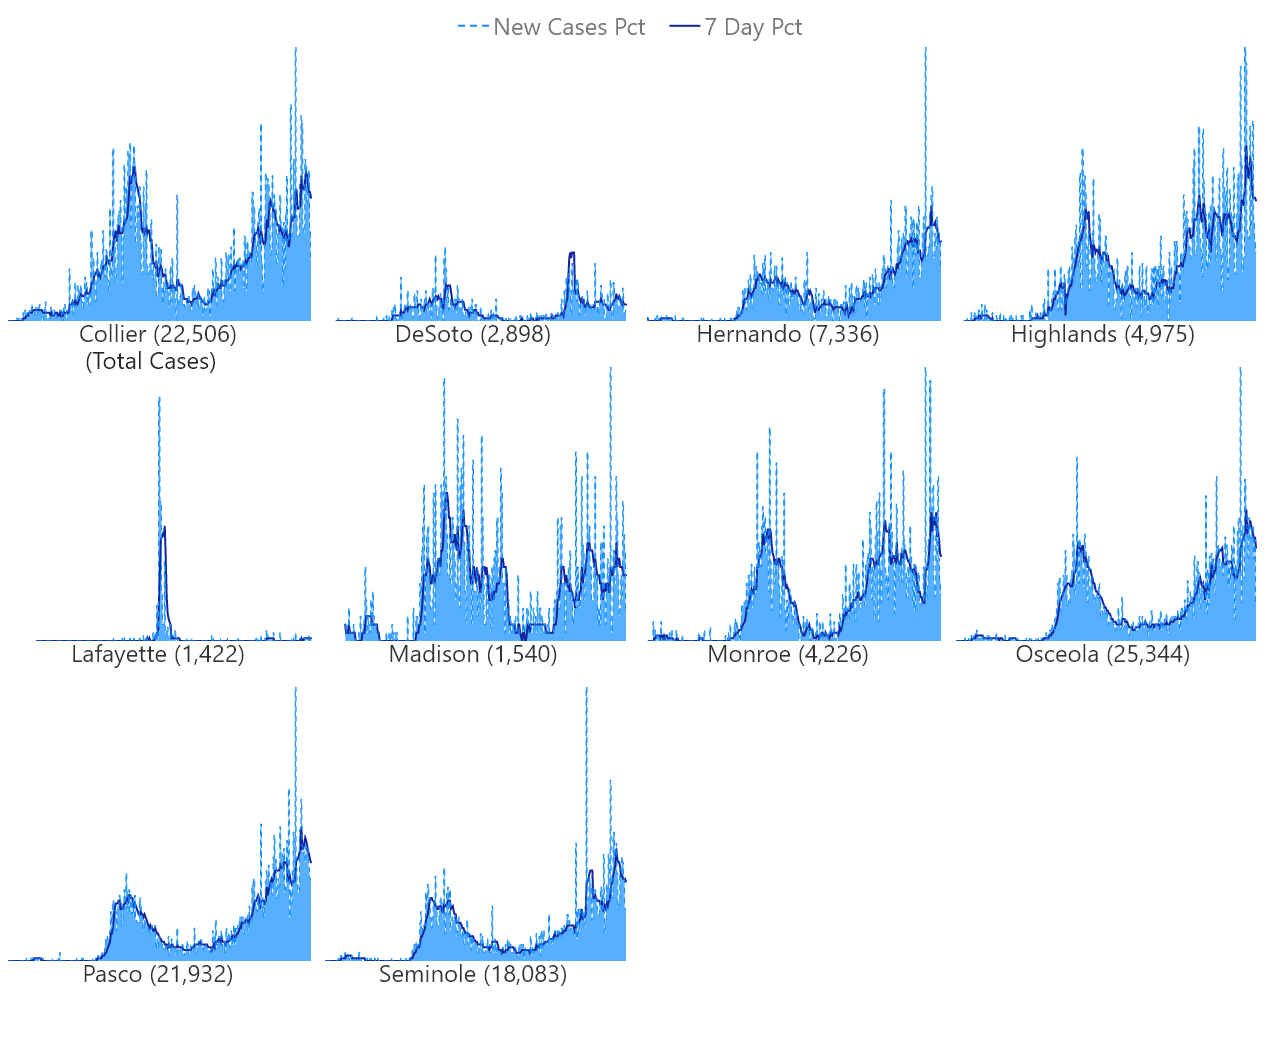 New Cases Pct 7 Day Pct
Collier (22,506)
(Total Cases)
DeSoto (2,898)
Hernando (7,336)
Highlands (4,975)
Lafayette (1,422)
Madison (1,540)
Monroe (4,226)
Osceola (25,344)
Pasco (21,932)
Seminole (18,083)